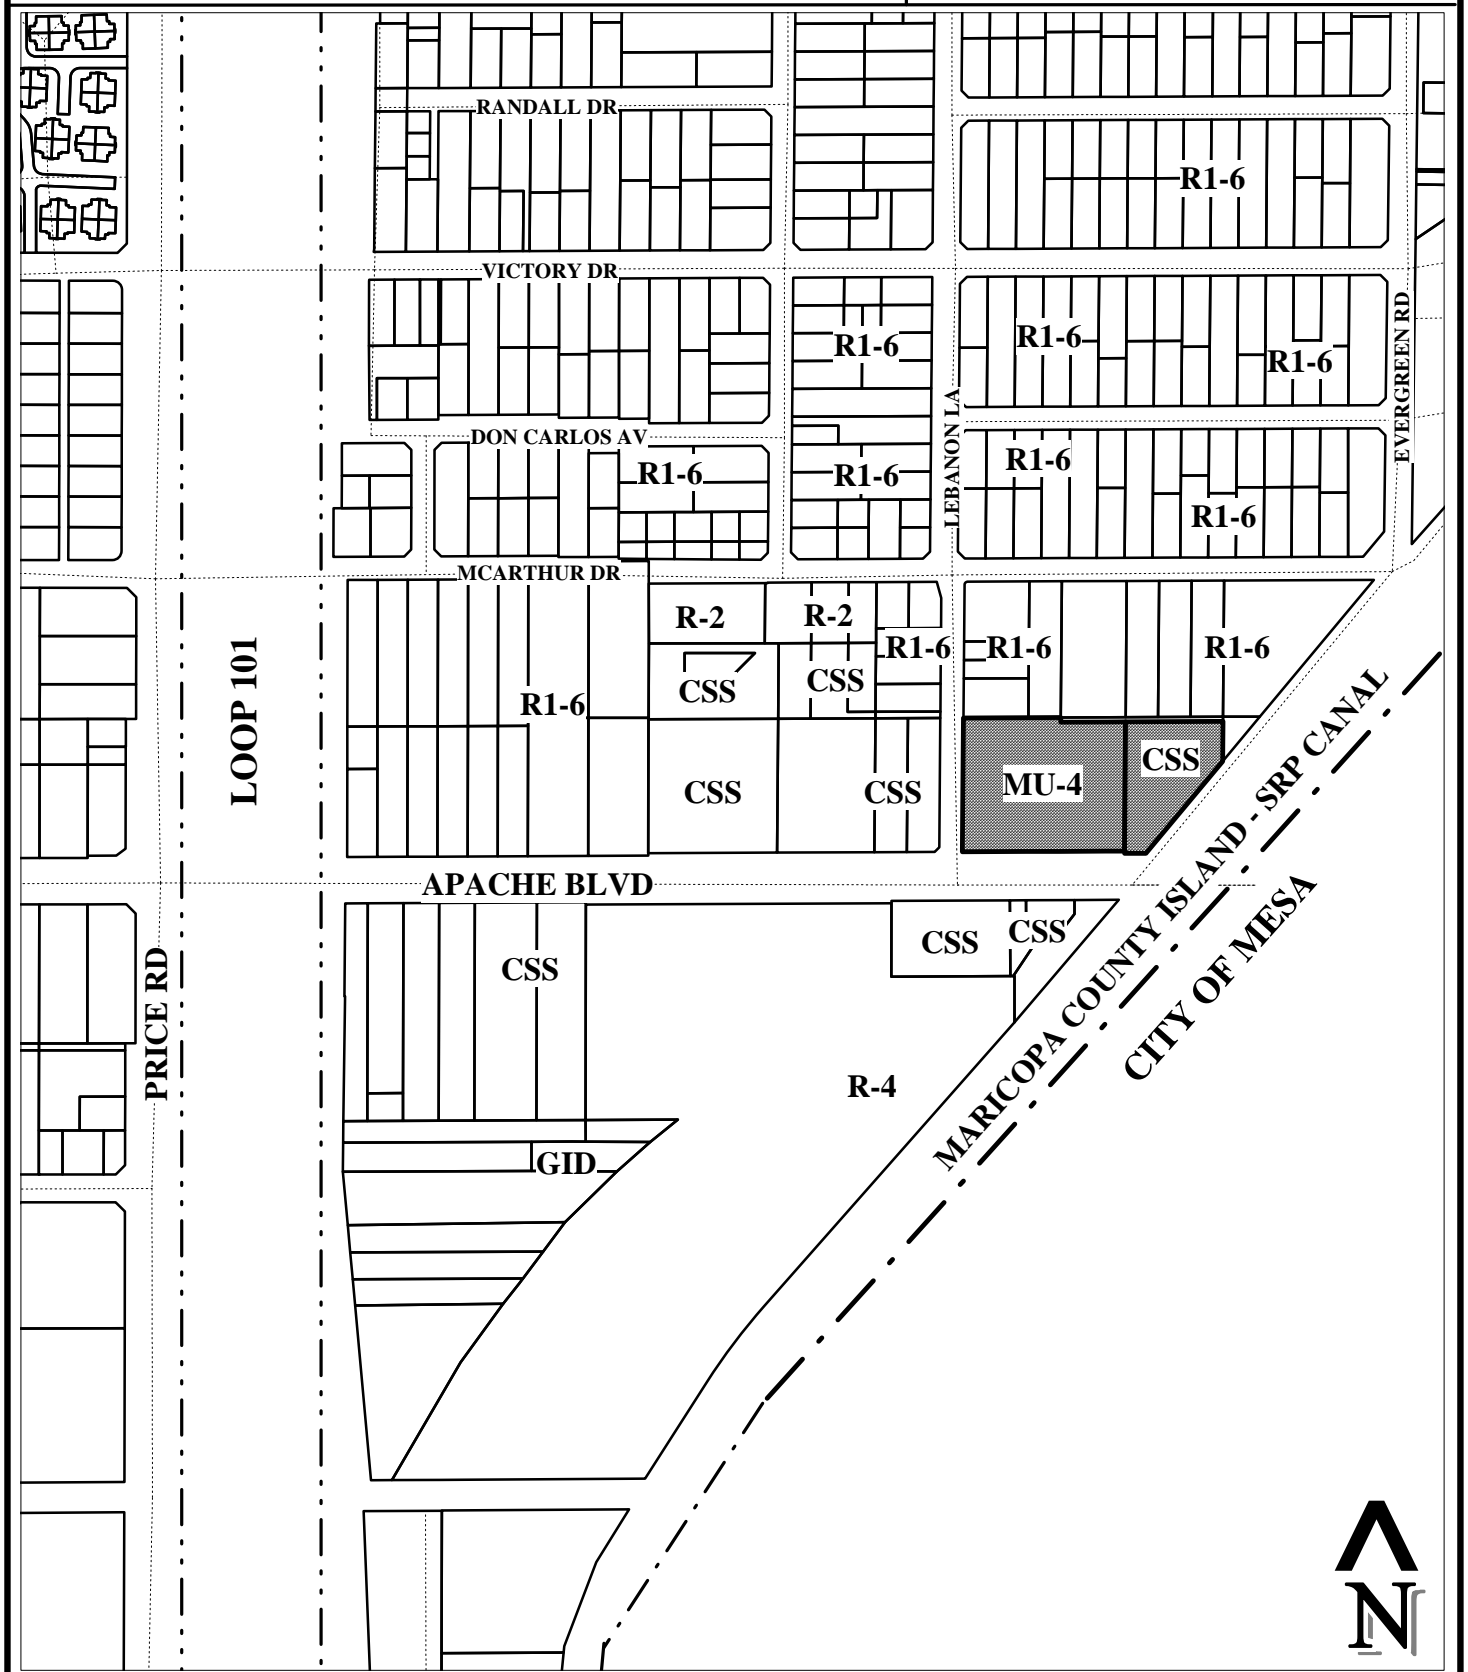 RANDALL DR
R1-6
VICTORY DR
R1-6
R1-6
R1-6
EVERGREEN RD
LEBANON LA
DON CARLOS AV
R1-6
R1-6
R1-6
R1-6
MCARTHUR DR
R-2
R-2
R1-6
R1-6
R1-6
LOOP 101
CSS
CSS
R1-6
CSS
MU-4
CSS
CSS
MARICOPA COUNTY ISLAND - SRP CANAL
APACHE BLVD
CITY OF MESA
CSS
CSS
CSS
PRICE RD
R-4
GID
N